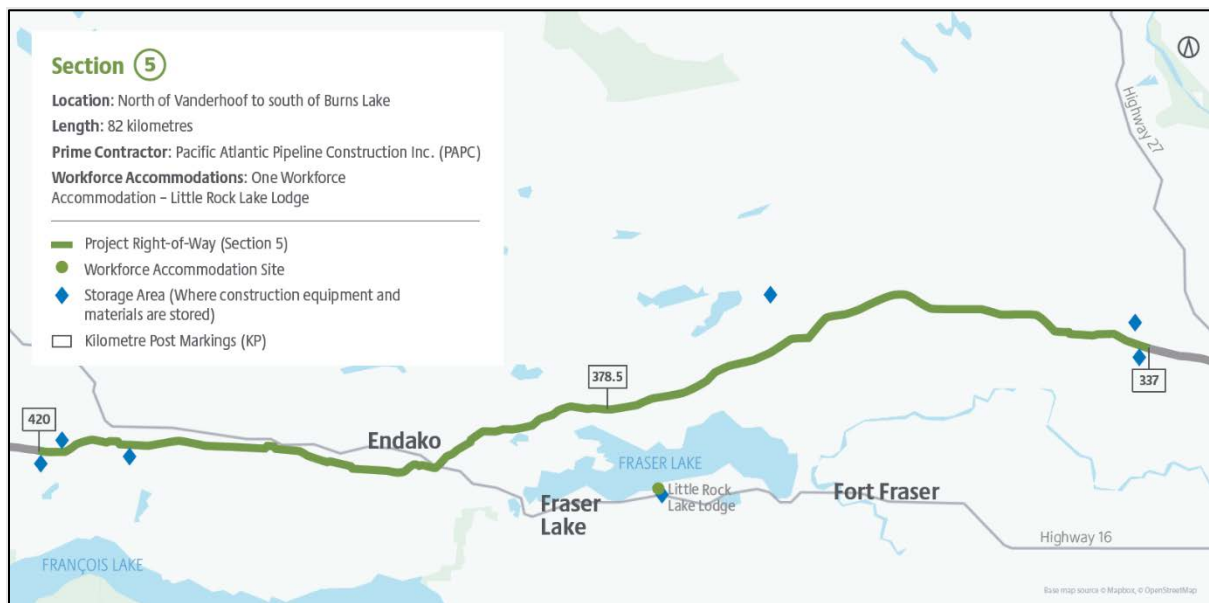 Section 5
Location: North of Vanderhoof to south of Burns Lake
Length: 82 kilometres
Prime Contractor: Pacific Atlantic Pipeline Construction Inc. (PAPC)
Workforce Accommodations: One Workforce
Accommodation – Little Rock Lake Lodge
Project Right-of-Way (Section 5)
Workforce Accommodation Site
Storage Area (Where construction equipment and
materials are stored)
Kilometre Post Markings (KP)
Highway 27
337
378.5
420
Endako
FRASER LAKE
Little Rock
Lake Lodge
Fraser
Lake
Fort Fraser
Highway 16
FRANÇOIS LAKE
Base map source © Mapbox, © OpenStreetMap